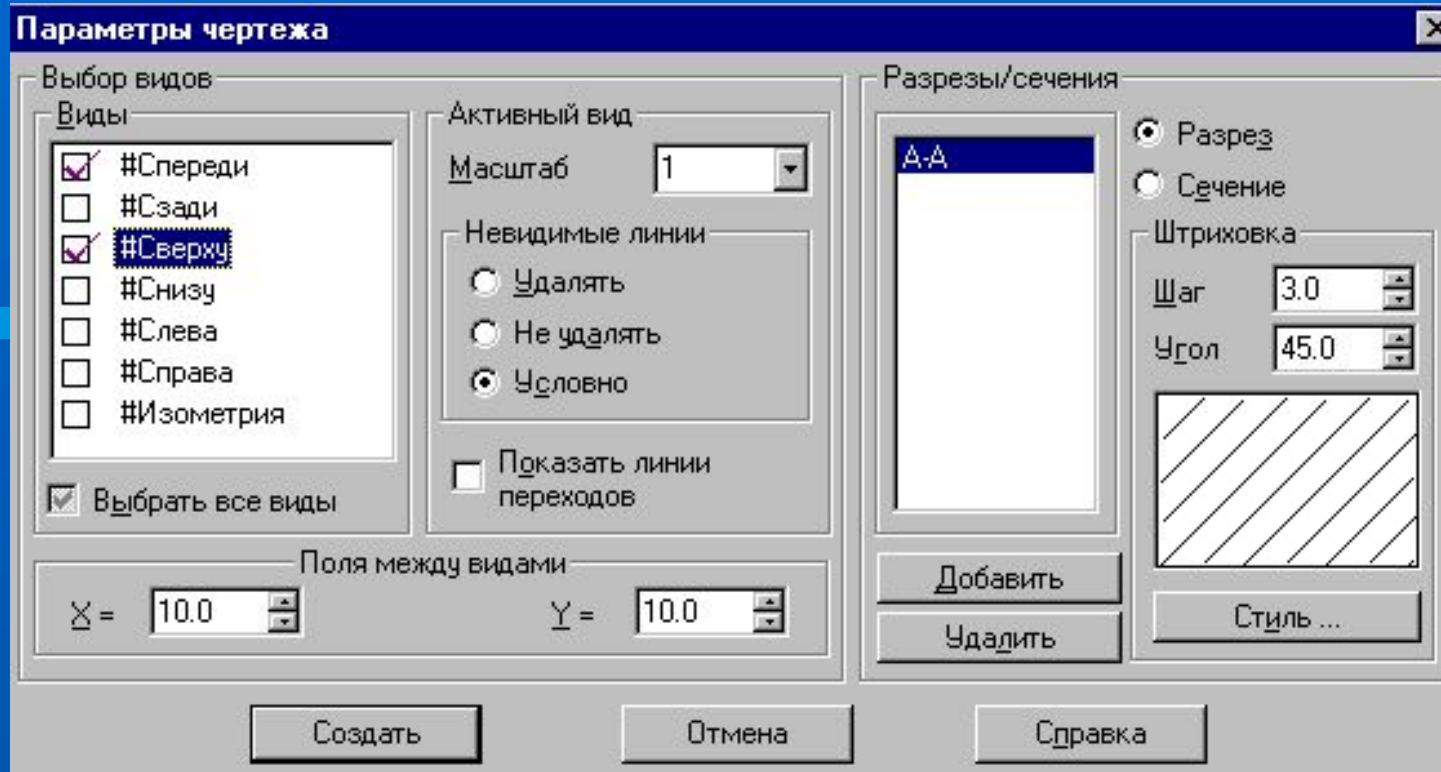 Параметры чертежа
Выбор видов
Виды
#Спереди
#Сзади
#Сверху
#Снизу
#Слева
#Справа
#Изометрия
Выбрать все виды
Активный вид
Масштаб 1
Невидимые линии
Удалять
Не удалять
Условно
Показать линии
переходов
Поля между видами
X = 10.0 Y = 10.0
Разрезы/сечения
А-А
Добавить
Удалить
Разрез
Сечение
Штриховка
Шаг 3.0
Угол 45.0
Стиль ...
Создать Отмена Справка